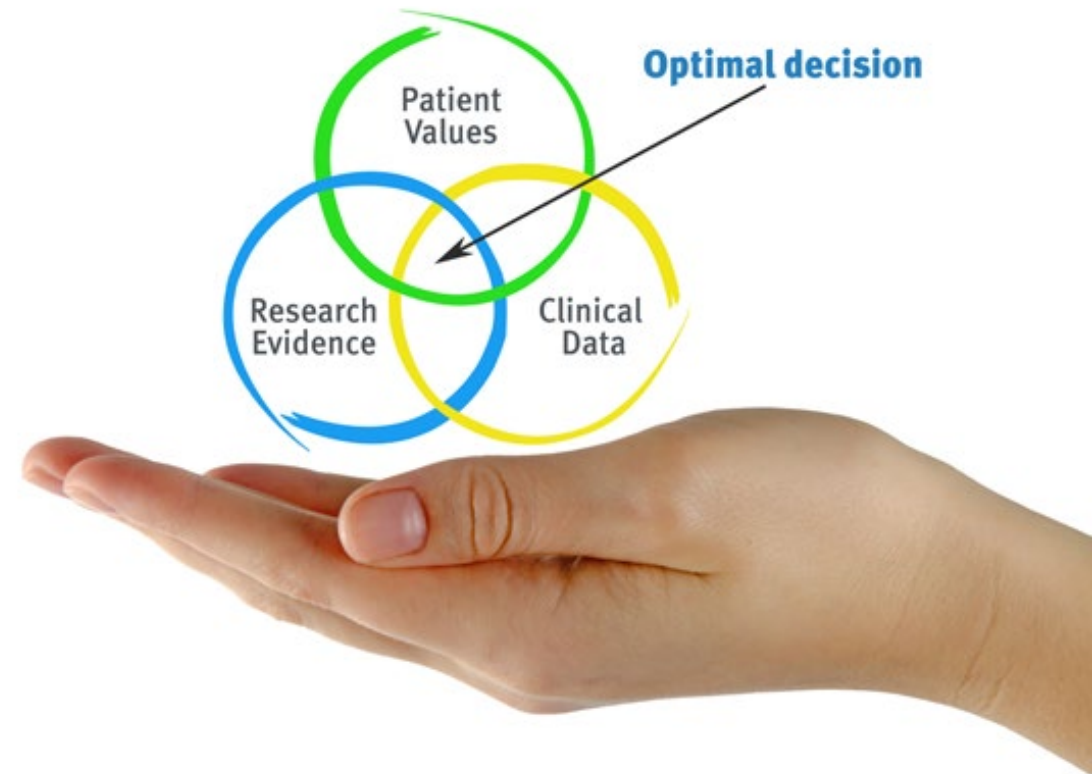 Optimal decision
Patient
Values
Research
Evidence
Clinical
Data